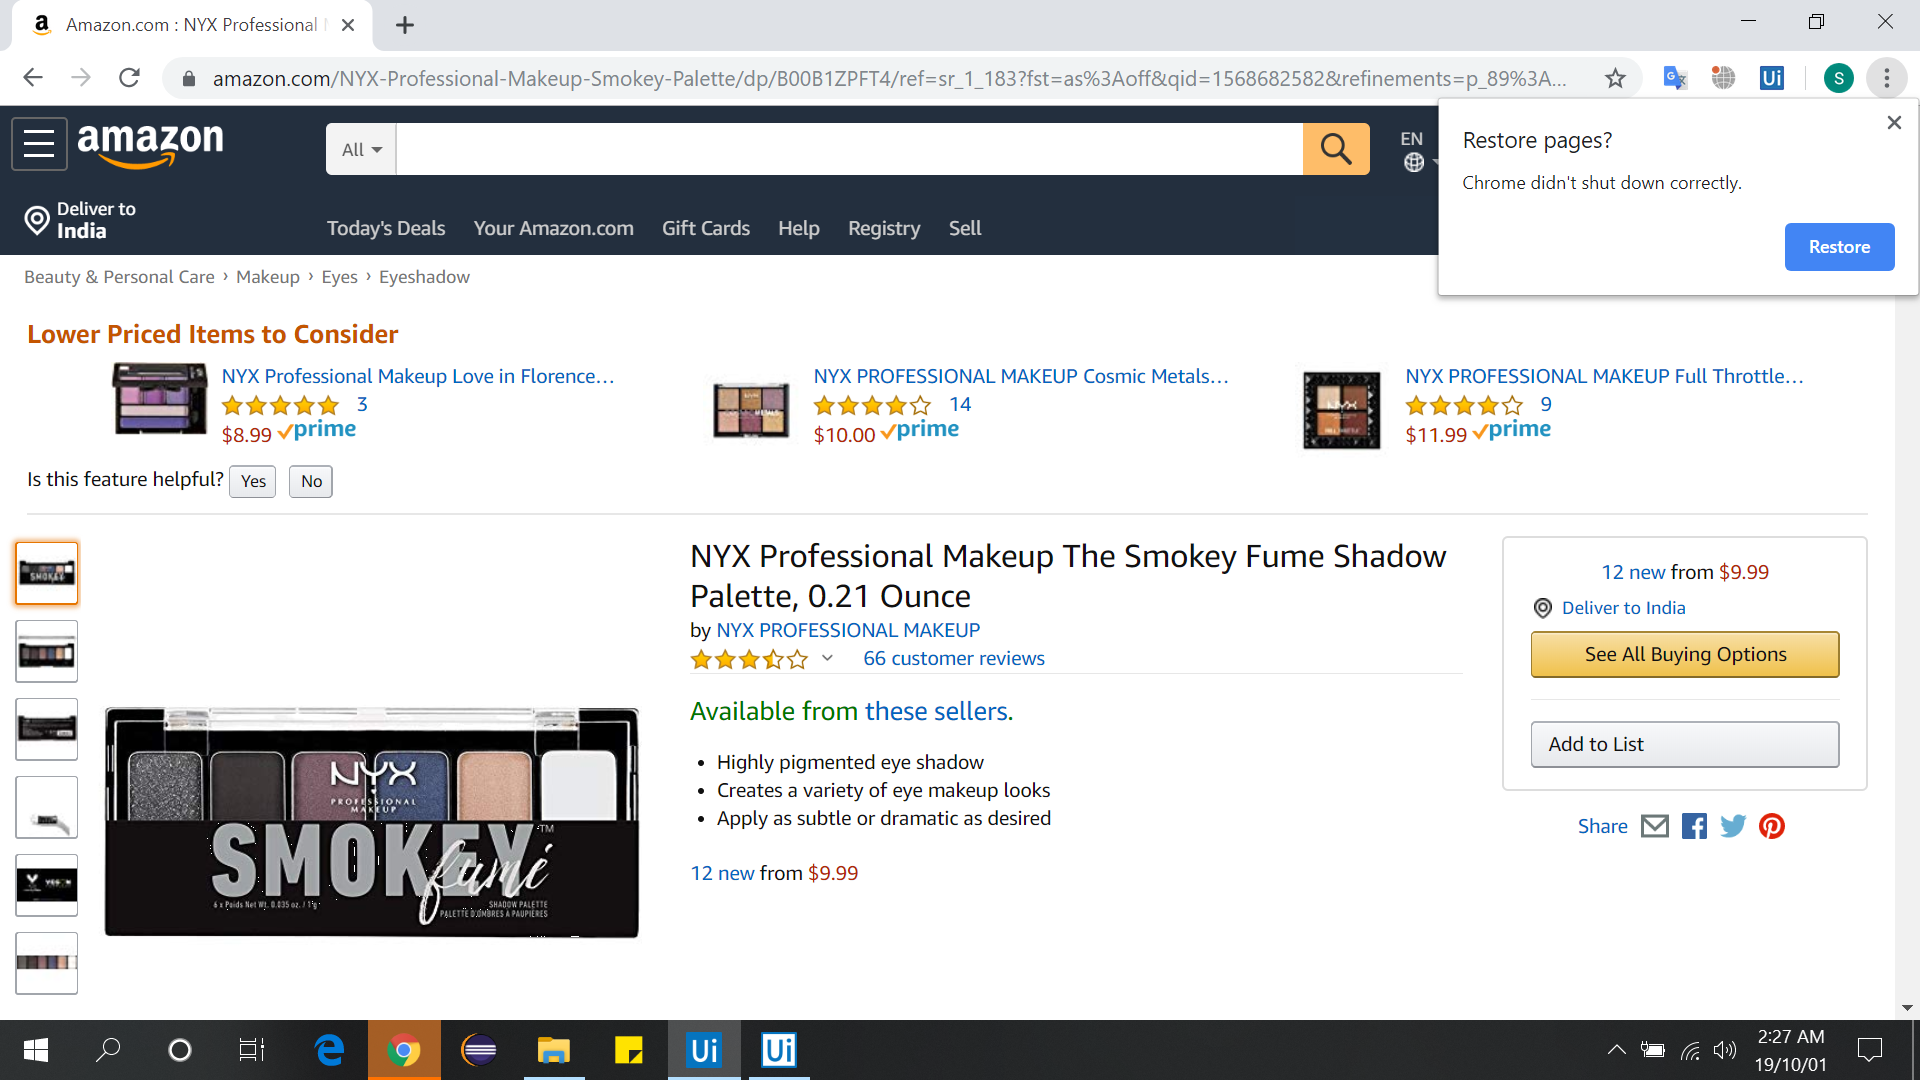 Amazon.com : NYX Professional
amazon.com/NYX-Professional-Makeup-Smokey-Palette/dp/B00B1ZPFT4/ref=sr_1_183?fst=as%3Aoff&qid=1568682582&refinements=p_89%3A...
Ui
S
Restore pages?
Chrome didn't shut down correctly.
Restore
amazon
All
EN
Deliver to
India
Today's Deals
Your Amazon.com
Gift Cards
Help
Registry
Sell
Beauty & Personal Care › Makeup › Eyes › Eyeshadow
Lower Priced Items to Consider
NYX Professional Makeup Love in Florence...
3
$8.99 prime
NYX PROFESSIONAL MAKEUP Cosmic Metals...
14
$10.00 prime
NYX PROFESSIONAL MAKEUP Full Throttle...
9
$11.99 prime
Is this feature helpful? Yes No
NYX Professional Makeup The Smokey Fume Shadow
Palette, 0.21 Ounce
by NYX PROFESSIONAL MAKEUP
66 customer reviews
Available from these sellers.
• Highly pigmented eye shadow
• Creates a variety of eye makeup looks
• Apply as subtle or dramatic as desired
12 new from $9.99
12 new from $9.99
Deliver to India
See All Buying Options
Add to List
Share
NYX
PROFESSIONAL
MAKEUP
SMOKEY™
fumé
6 x Poids Net Wt. 0.035 oz. / 1 g
SHADOW PALETTE
PALETTE D'OMBRES A PAUPIÈRES
Ui
Ui
2:27 AM
19/10/01